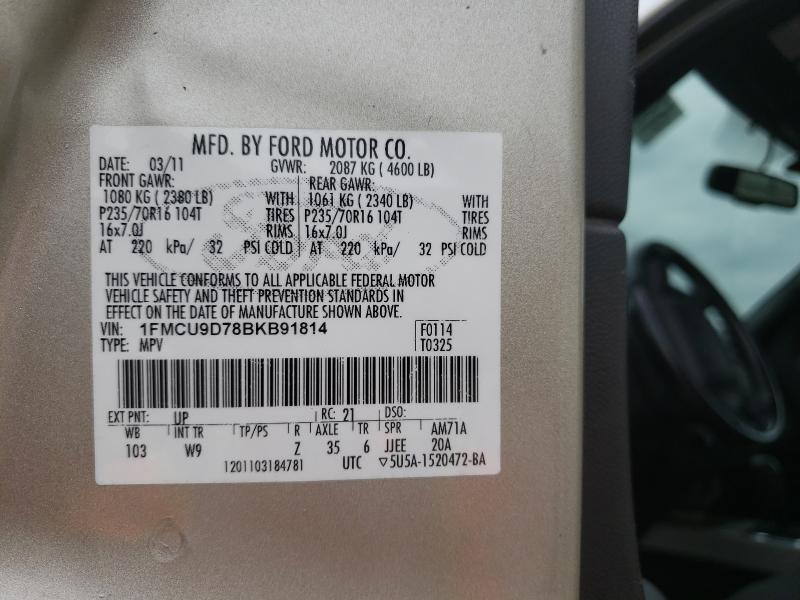 MFD. BY FORD MOTOR CO.
DATE: 03/11 GVWR: 2087 KG ( 4600 LB)
FRONT GAWR: REAR GAWR:
1080 KG ( 2380 LB) WITH 1061 KG ( 2340 LB) WITH
P235/70R16 104T TIRES P235/70R16 104T TIRES
16x7.0J RIMS 16x7.0J RIMS
AT 220 kPa/ 32 PSI COLD AT 220 kPa/ 32 PSI COLD
THIS VEHICLE CONFORMS TO ALL APPLICABLE FEDERAL MOTOR
VEHICLE SAFETY AND THEFT PREVENTION STANDARDS IN
EFFECT ON THE DATE OF MANUFACTURE SHOWN ABOVE.
VIN: 1FMCU9D78BKB91814 F0114
TYPE: MPV T0325
EXT PNT: UP RC: 21 DSO:
WB INT TR TP/PS R AXLE TR SPR AM71A
103 W9 Z 35 6 JJEE 20A
1201103184781 UTC ▽5U5A-1520472-BA